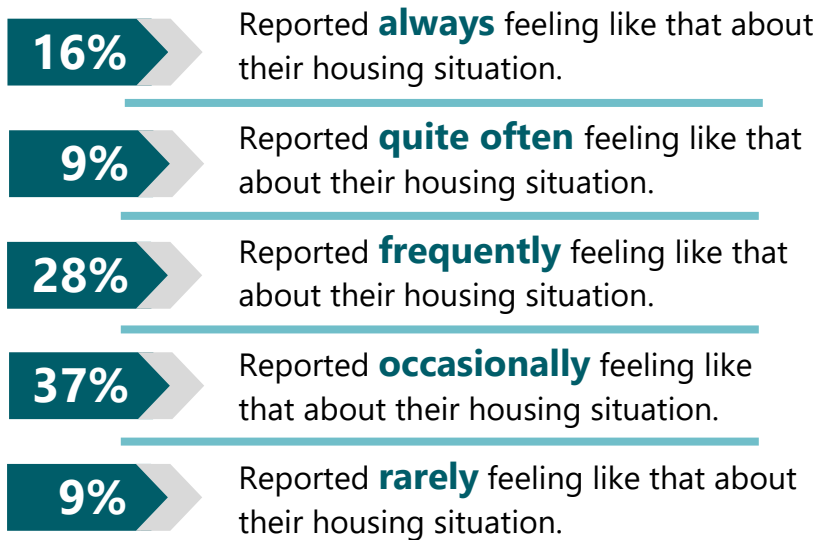 16%
Reported always feeling like that about
their housing situation.
9%
Reported quite often feeling like that
about their housing situation.
28%
Reported frequently feeling like that
about their housing situation.
37%
Reported occasionally feeling like
that about their housing situation.
9%
Reported rarely feeling like that about
their housing situation.